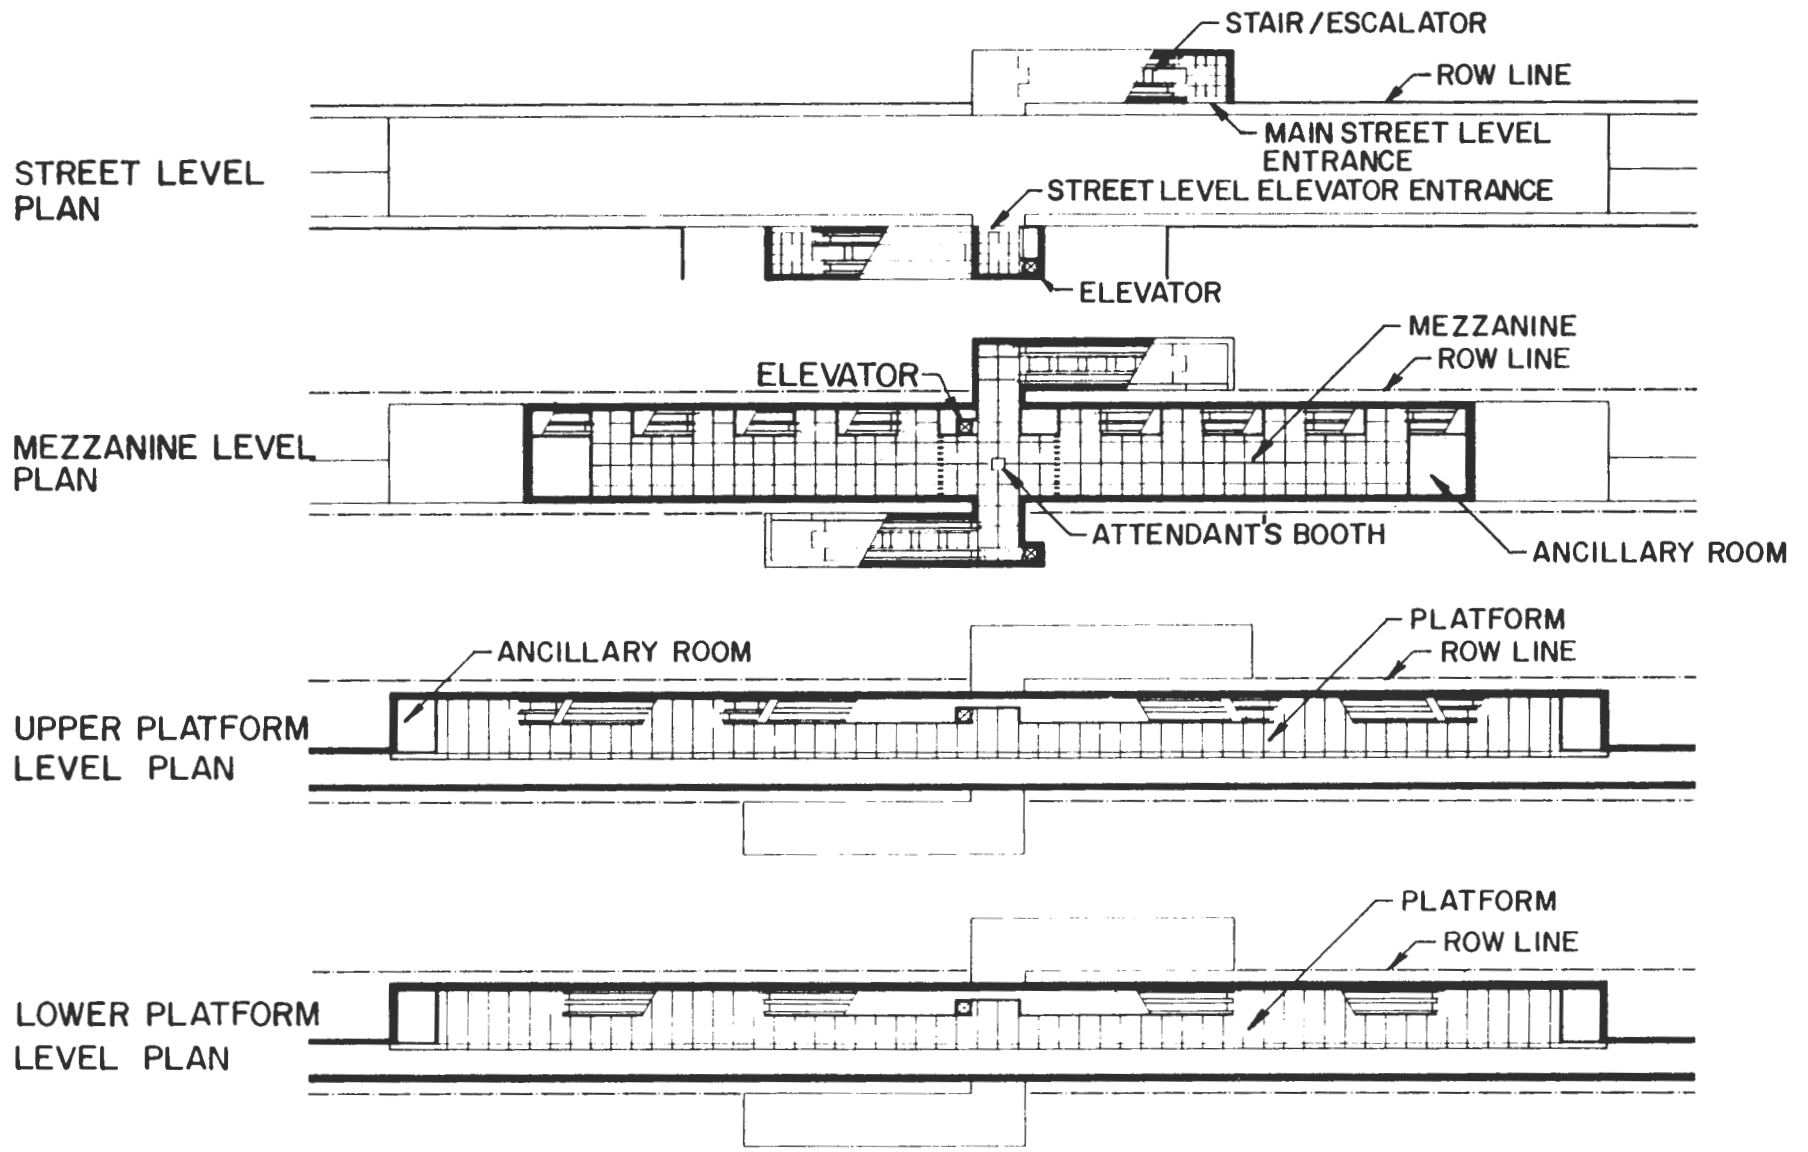 STAIR/ESCALATOR
ROW LINE
MAIN STREET LEVEL
ENTRANCE
STREET LEVEL
PLAN
STREET LEVEL ELEVATOR ENTRANCE
ELEVATOR
MEZZANINE
ROW LINE
ELEVATOR
MEZZANINE LEVEL
PLAN
ATTENDANT'S BOOTH
ANCILLARY ROOM
PLATFORM
ANCILLARY ROOM
ROW LINE
UPPER PLATFORM
LEVEL PLAN
PLATFORM
ROW LINE
LOWER PLATFORM
LEVEL PLAN